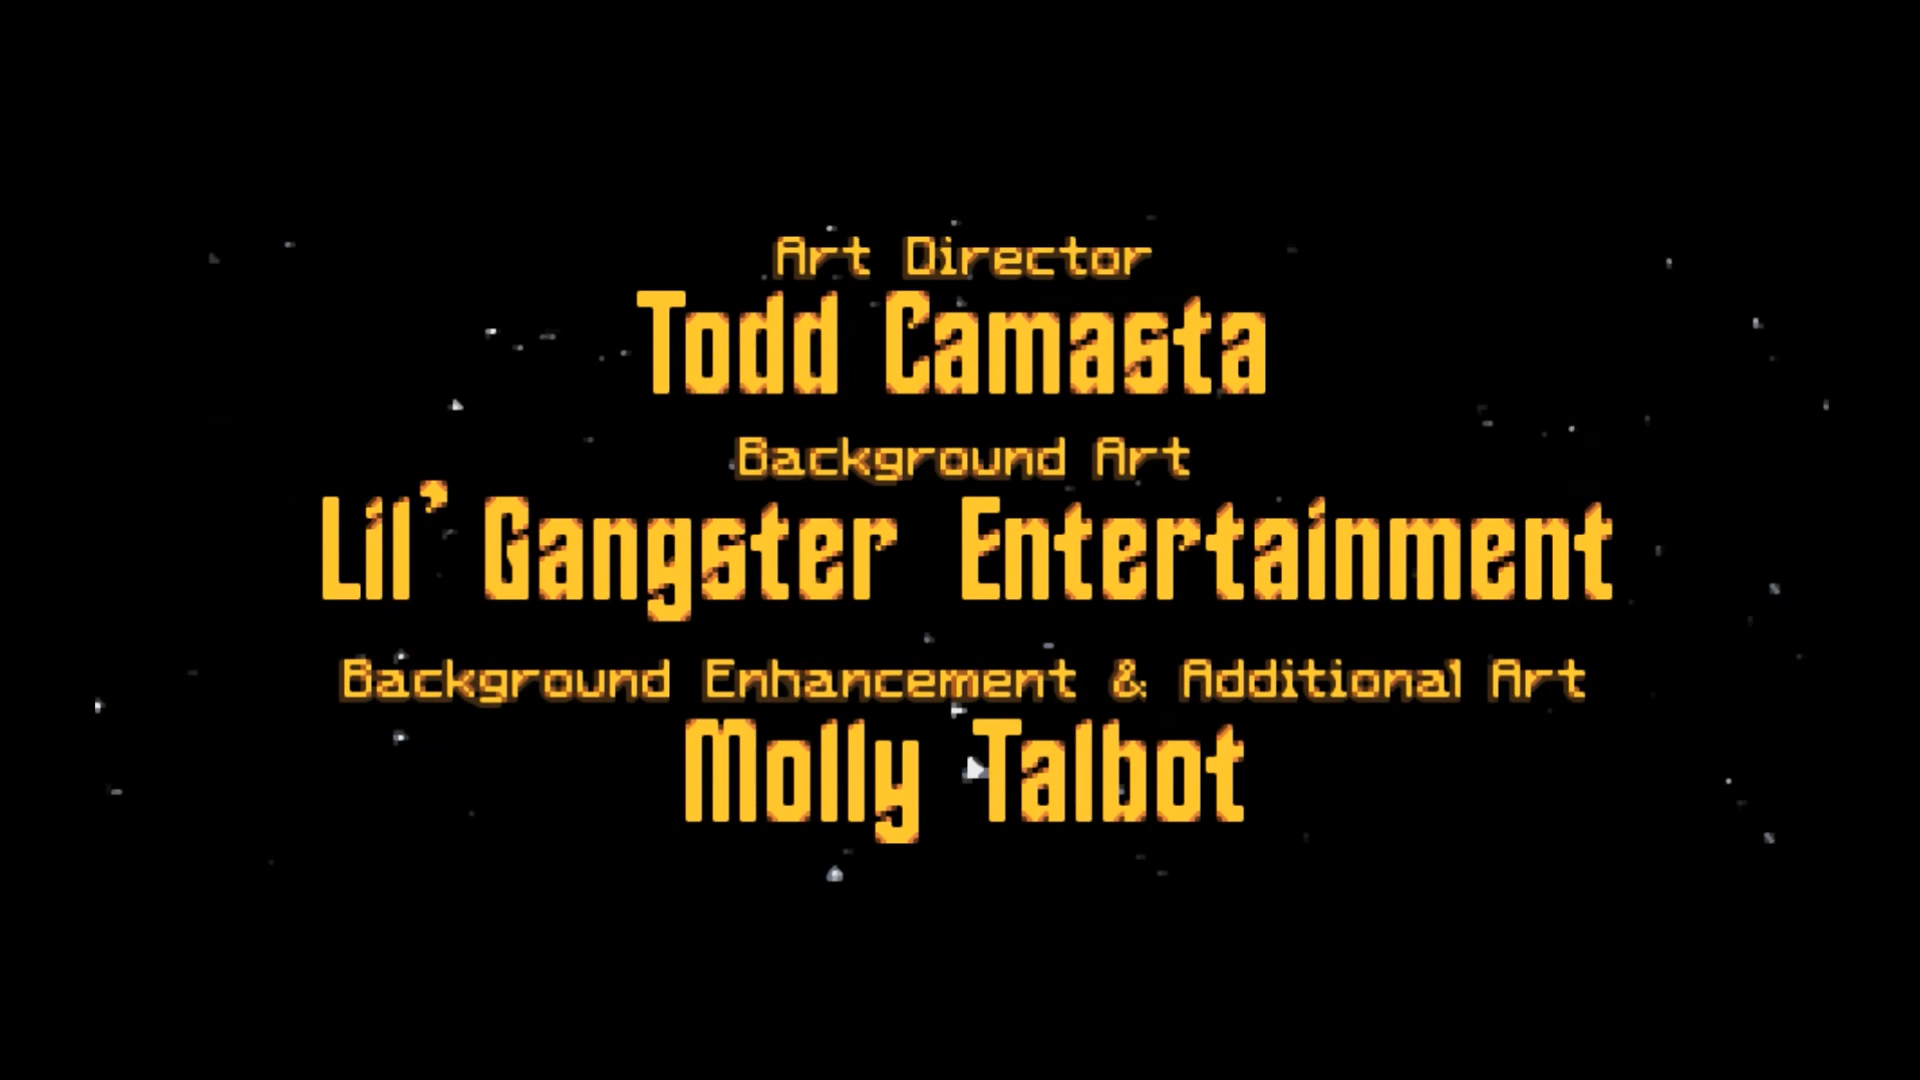 Art Director
Todd Camasta
Background Art
Lil’ Gangster Entertainment
Background Enhancement & Additional Art
Molly Talbot